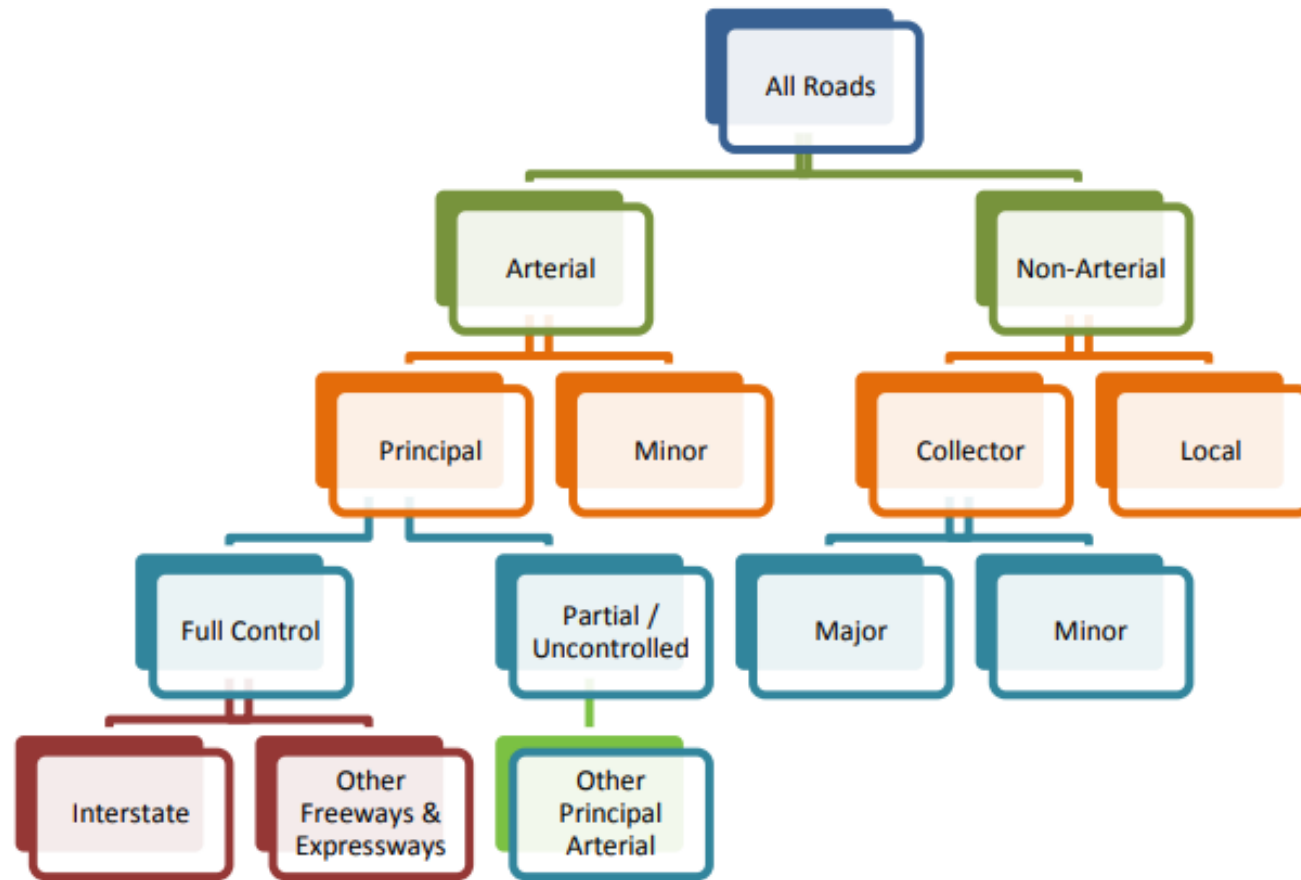 All Roads
Arterial
Non-Arterial
Principal
Minor
Collector
Local
Full Control
Partial /
Uncontrolled
Major
Minor
Interstate
Other
Freeways &
Expressways
Other
Principal
Arterial